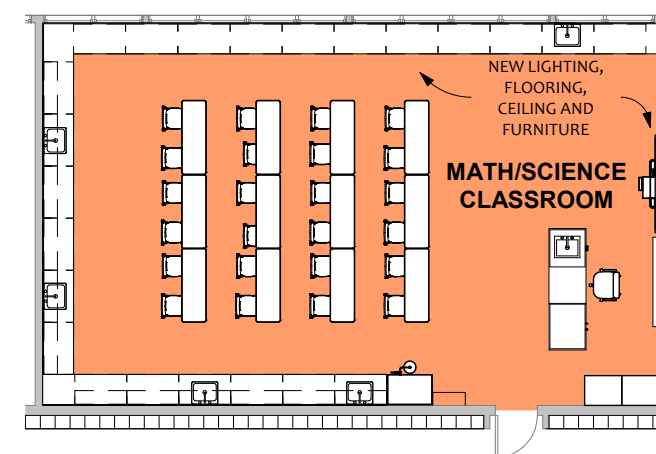 NEW LIGHTING,
FLOORING,
CEILING AND
FURNITURE
MATH/SCIENCE
CLASSROOM